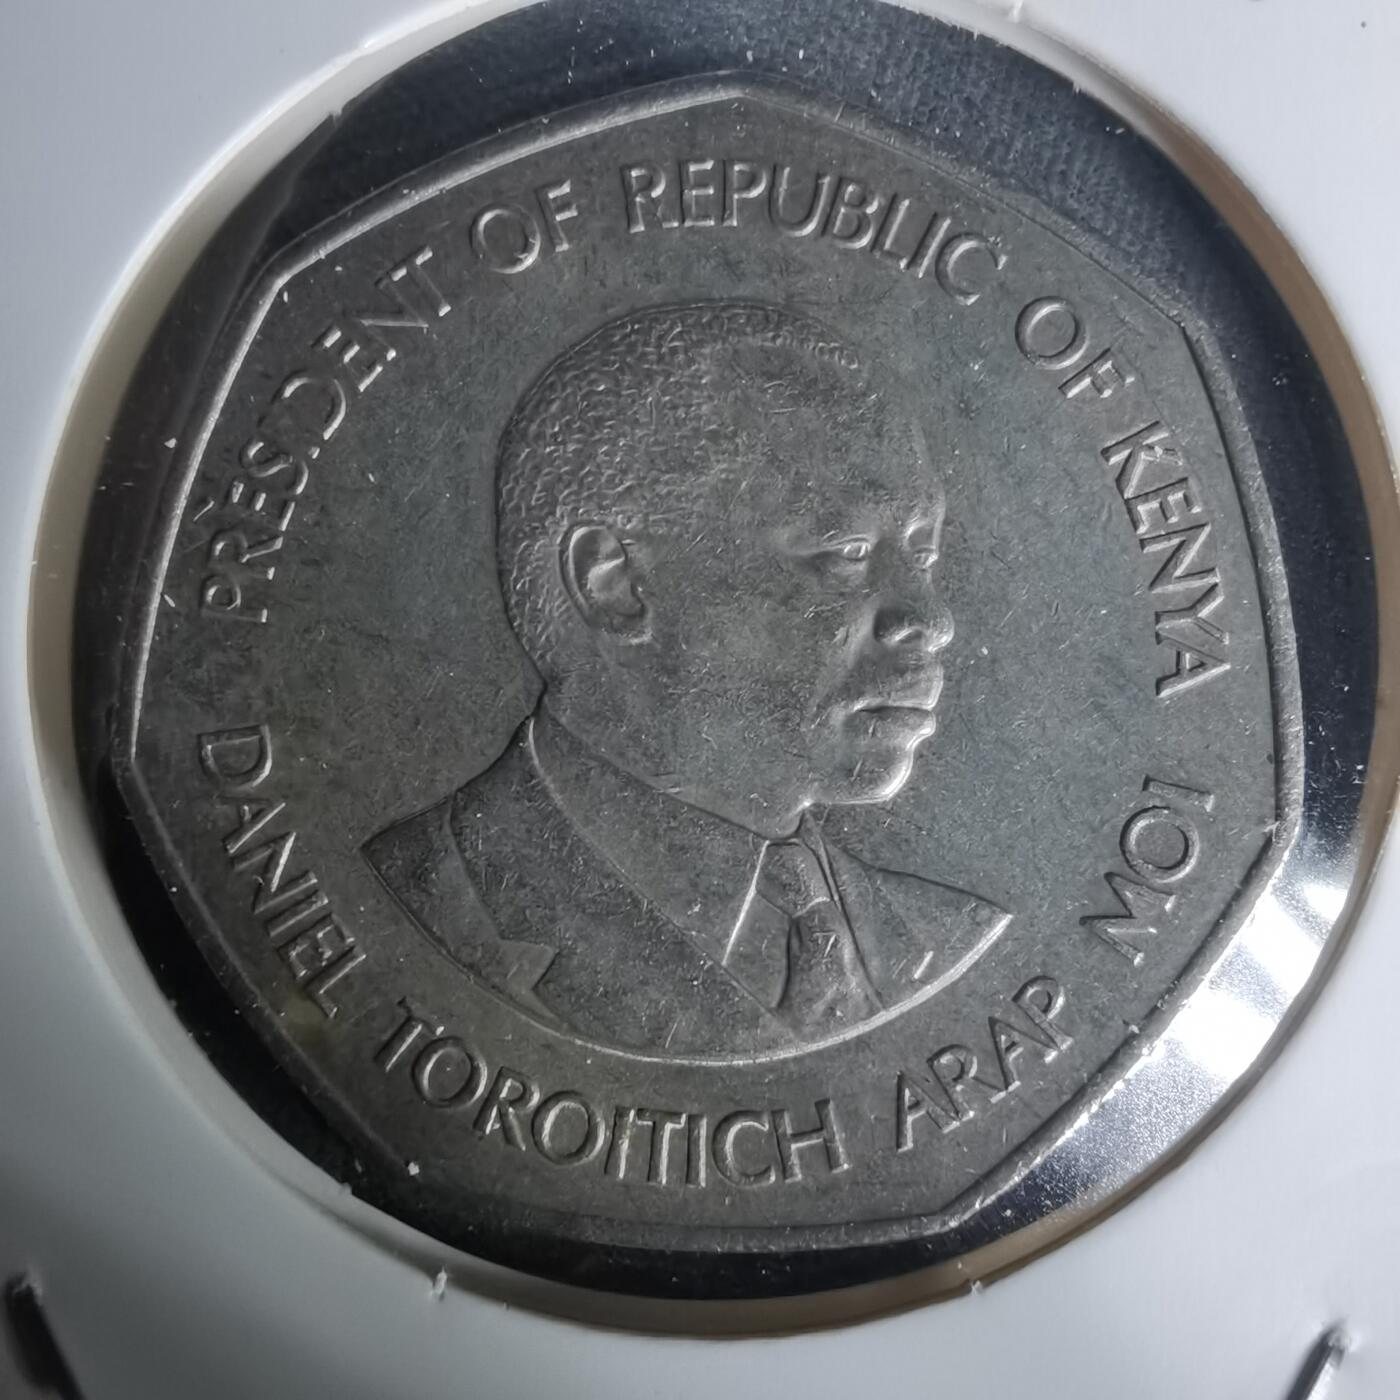 PRESIDENT OF REPUBLIC OF KENYA
DANIEL TOROITICH ARAP MOI